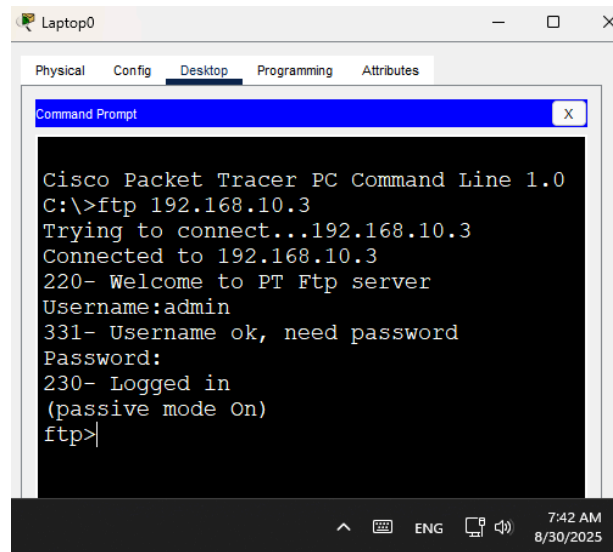 Laptop0
Physical Config Desktop Programming Attributes
Command Prompt
X
Cisco Packet Tracer PC Command Line 1.0
C:\>ftp 192.168.10.3
Trying to connect...192.168.10.3
Connected to 192.168.10.3
220- Welcome to PT Ftp server
Username:admin
331- Username ok, need password
Password:
230- Logged in
(passive mode On)
ftp>
ENG
7:42 AM
8/30/2025